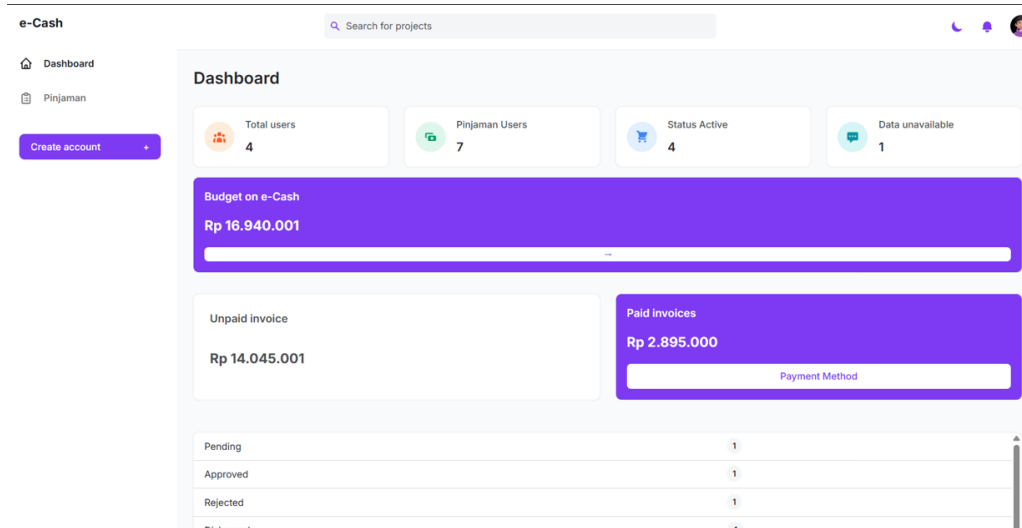 e-Cash
Search for projects
Dashboard
Pinjaman
Create account +
Dashboard
Total users
4
Pinjaman Users
7
Status Active
4
Data unavailable
1
Budget on e-Cash
Rp 16.940.001
→
Unpaid invoice
Rp 14.045.001
Paid invoices
Rp 2.895.000
Payment Method
Pending 1
Approved 1
Rejected 1